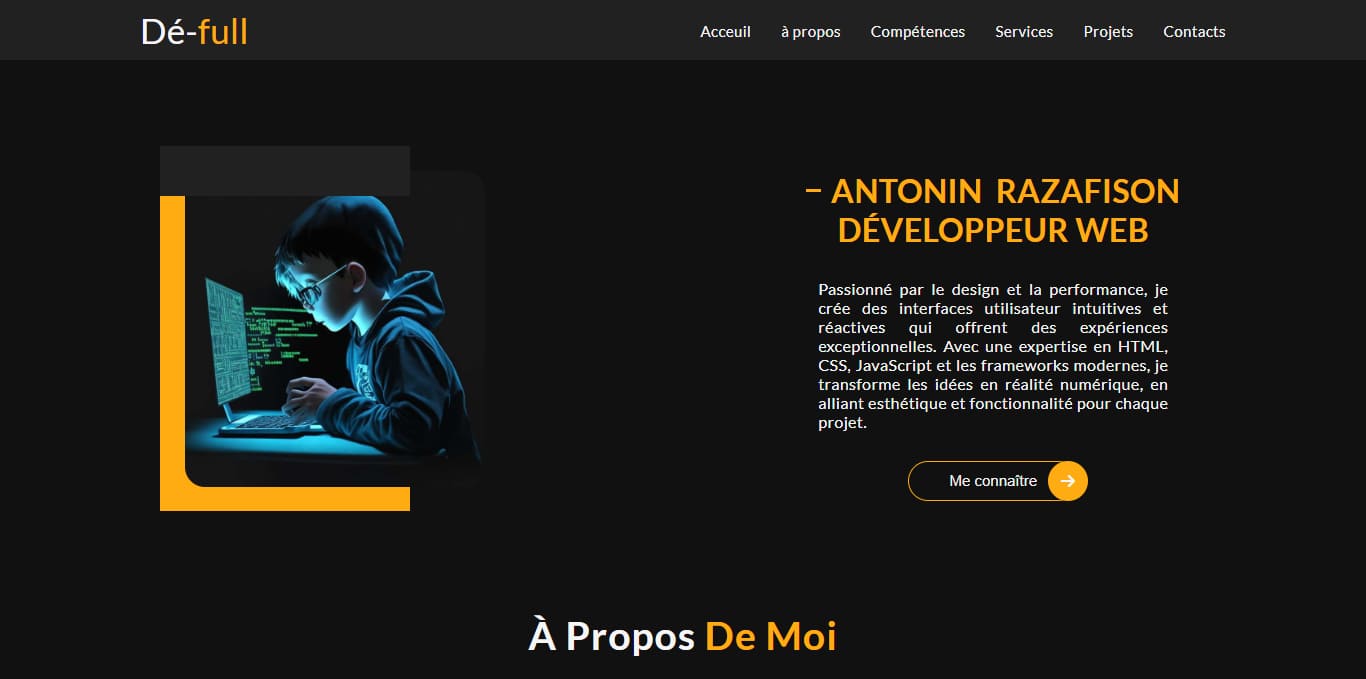 Dé-full
Acceuil à propos Compétences Services Projets Contacts
– ANTONIN RAZAFISON
DÉVELOPPEUR WEB
Passionné par le design et la performance, je
crée des interfaces utilisateur intuitives et
réactives qui offrent des expériences
exceptionnelles. Avec une expertise en HTML,
CSS, JavaScript et les frameworks modernes, je
transforme les idées en réalité numérique, en
alliant esthétique et fonctionnalité pour chaque
projet.
Me connaître
À Propos De Moi